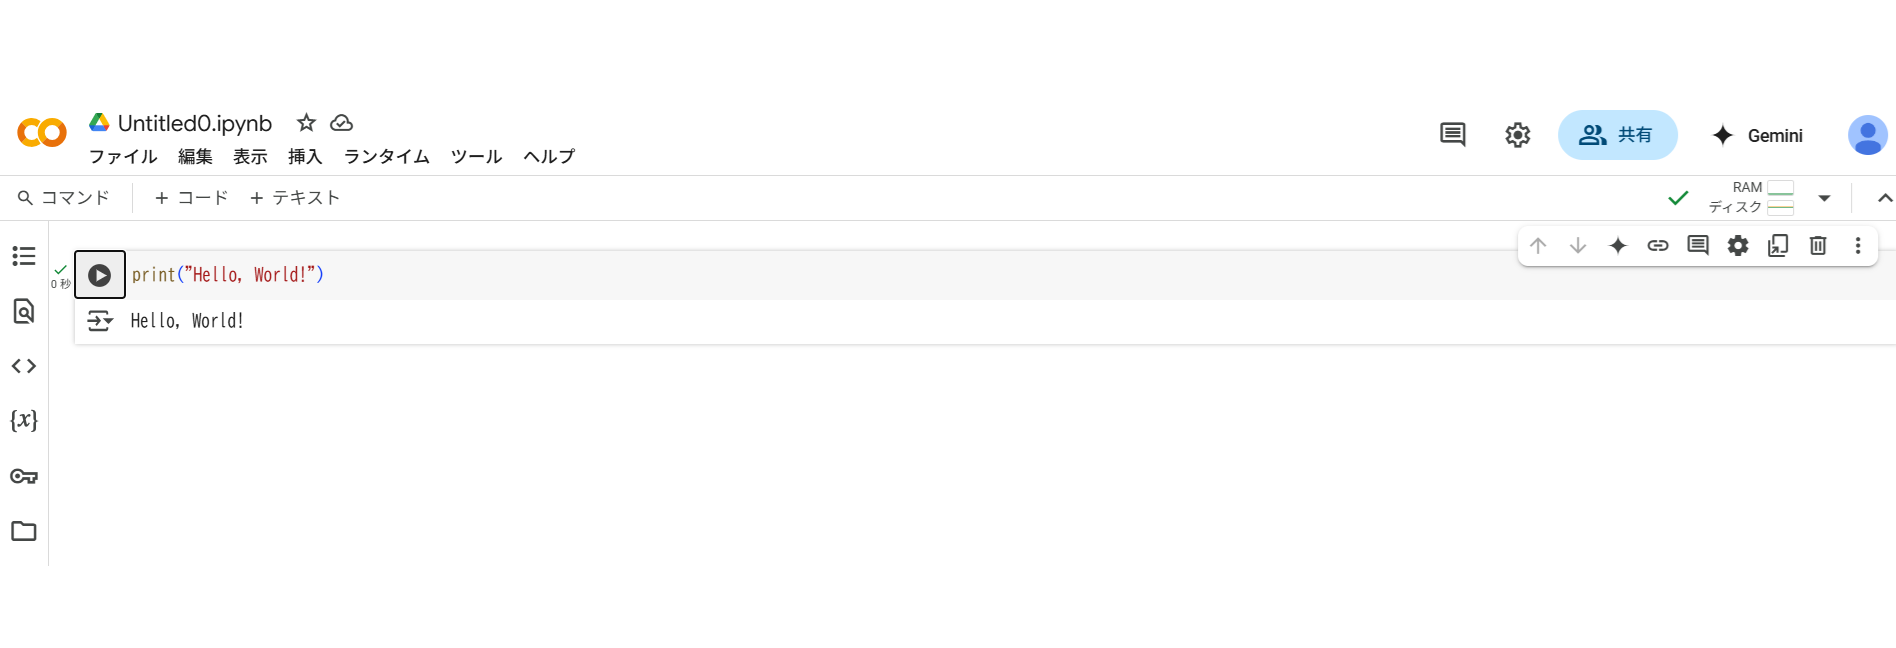 Untitled0.ipynb
ファイル 編集 表示 挿入 ランタイム ツール ヘルプ
共有 Gemini
コマンド + コード + テキスト
RAM
ディスク
0 秒
print("Hello, World!")
Hello, World!
{x}